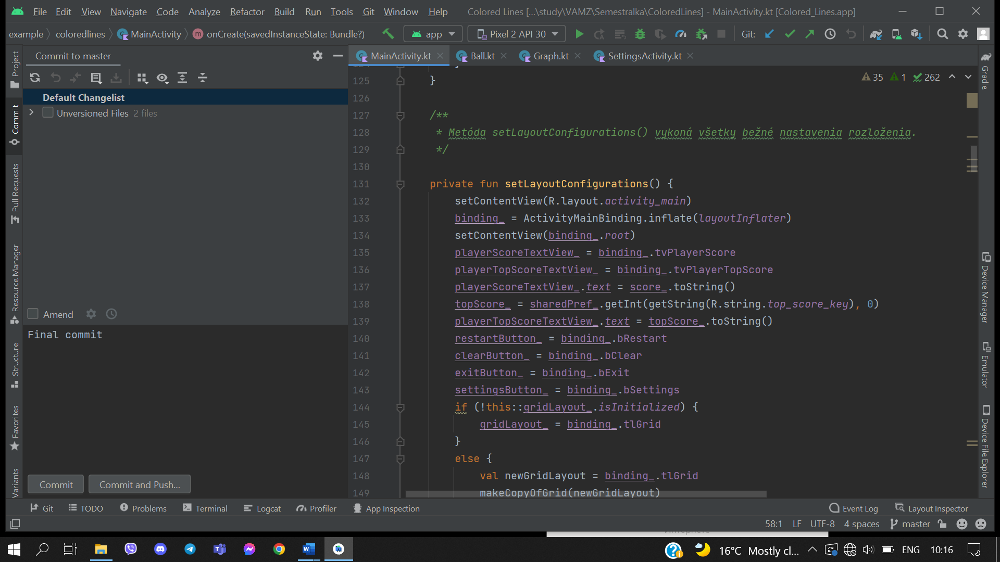 File Edit View Navigate Code Analyze Refactor Build Run Tools Git Window Help Colored Lines [...\study\VAMZ\Semestralka\ColoredLines] - MainActivity.kt [Colored_Lines.app]
example coloredlines MainActivity m onCreate(savedInstanceState: Bundle?) app Pixel 2 API 30 Git:
Commit to master
MainActivity.kt Ball.kt Graph.kt SettingsActivity.kt
35 1 262
Default Changelist
Unversioned Files 2 files
Amend
Final commit
Commit Commit and Push...
Project
Commit
Pull Requests
Resource Manager
Structure
Favorites
Variants
125 }
126
127 /**
128 * Metóda setLayoutConfigurations() vykoná všetky bežné nastavenia rozloženia.
129 */
130
131 private fun setLayoutConfigurations() {
132 setContentView(R.layout.activity_main)
133 binding_ = ActivityMainBinding.inflate(layoutInflater)
134 setContentView(binding_.root)
135 playerScoreTextView_ = binding_.tvPlayerScore
136 playerTopScoreTextView_ = binding_.tvPlayerTopScore
137 playerScoreTextView_.text = score_.toString()
138 topScore_ = sharedPref_.getInt(getString(R.string.top_score_key), 0)
139 playerTopScoreTextView_.text = topScore_.toString()
140 restartButton_ = binding_.bRestart
141 clearButton_ = binding_.bClear
142 exitButton_ = binding_.bExit
143 settingsButton_ = binding_.bSettings
144 if (!this::gridLayout_.isInitialized) {
145 gridLayout_ = binding_.tlGrid
146 }
147 else {
148 val newGridLayout = binding_.tlGrid
149 makeCopyOfGrid(newGridLayout)
Gradle
Device Manager
Emulator
Device File Explorer
Git TODO Problems Terminal Logcat Profiler App Inspection Event Log Layout Inspector
58:1 LF UTF-8 4 spaces master
16°C Mostly cl... ENG 10:16